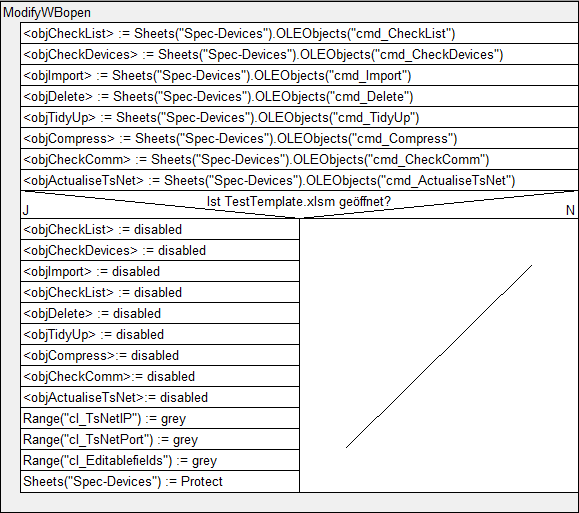 ModifyWBopen
<objCheckList> := Sheets("Spec-Devices").OLEObjects("cmd_CheckList")
<objCheckDevices> := Sheets("Spec-Devices").OLEObjects("cmd_CheckDevices")
<objImport> := Sheets("Spec-Devices").OLEObjects("cmd_Import")
<objDelete> := Sheets("Spec-Devices").OLEObjects("cmd_Delete")
<objTidyUp> := Sheets("Spec-Devices").OLEObjects("cmd_TidyUp")
<objCompress> := Sheets("Spec-Devices").OLEObjects("cmd_Compress")
<objCheckComm> := Sheets("Spec-Devices").OLEObjects("cmd_CheckComm")
<objActualiseTsNet> := Sheets("Spec-Devices").OLEObjects("cmd_ActualiseTsNet")
Ist TestTemplate.xlsm geöffnet?
J N
<objCheckList> := disabled
<objCheckDevices> := disabled
<objImport> := disabled
<objCheckList> := disabled
<objDelete> := disabled
<objTidyUp> := disabled
<objCompress>:= disabled
<objCheckComm>:= disabled
<objActualiseTsNet>:= disabled
Range("cl_TsNetIP") := grey
Range("cl_TsNetPort") := grey
Range("cl_Editablefields") := grey
Sheets("Spec-Devices") := Protect